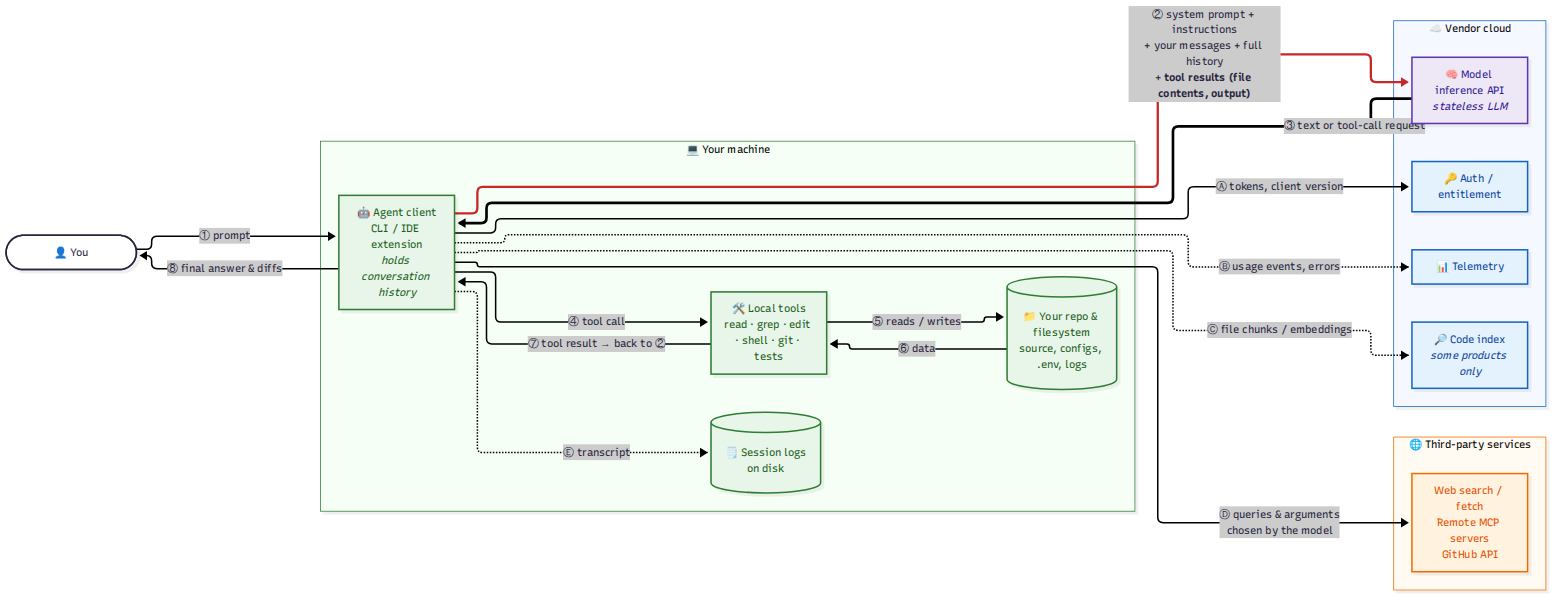 ② system prompt +
instructions
+ your messages + full
history
+ tool results (file
contents, output)
☁️ Vendor cloud
🧠 Model
inference API
stateless LLM
③ text or tool-call request
💻 Your machine
🤖 Agent client
CLI / IDE
extension
holds
conversation
history
Ⓐ tokens, client version
🔑 Auth /
entitlement
👤 You
① prompt
⑧ final answer & diffs
Ⓑ usage events, errors
📊 Telemetry
④ tool call
⑦ tool result → back to ②
🛠️ Local tools
read · grep · edit
· shell · git ·
tests
⑤ reads / writes
⑥ data
📁 Your repo &
filesystem
source, configs,
.env, logs
Ⓒ file chunks / embeddings
🔎 Code index
some products
only
Ⓔ transcript
🗒️ Session logs
on disk
🌐 Third-party services
Ⓓ queries & arguments
chosen by the model
Web search /
fetch
Remote MCP
servers
GitHub API